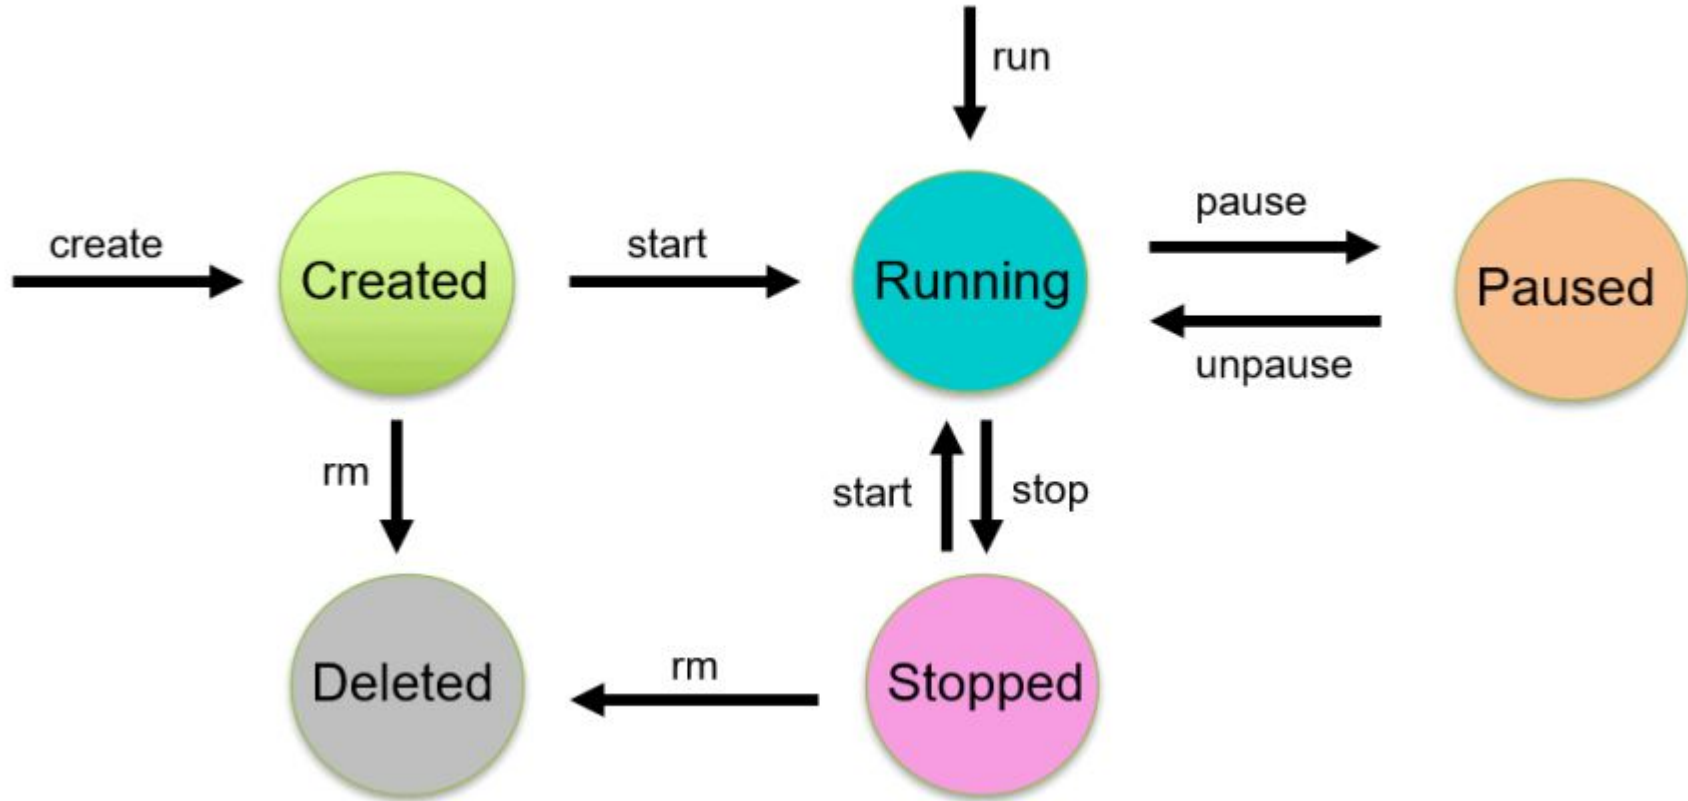 run
create
Created
start
Running
pause
unpause
Paused
rm
start
stop
Deleted
rm
Stopped